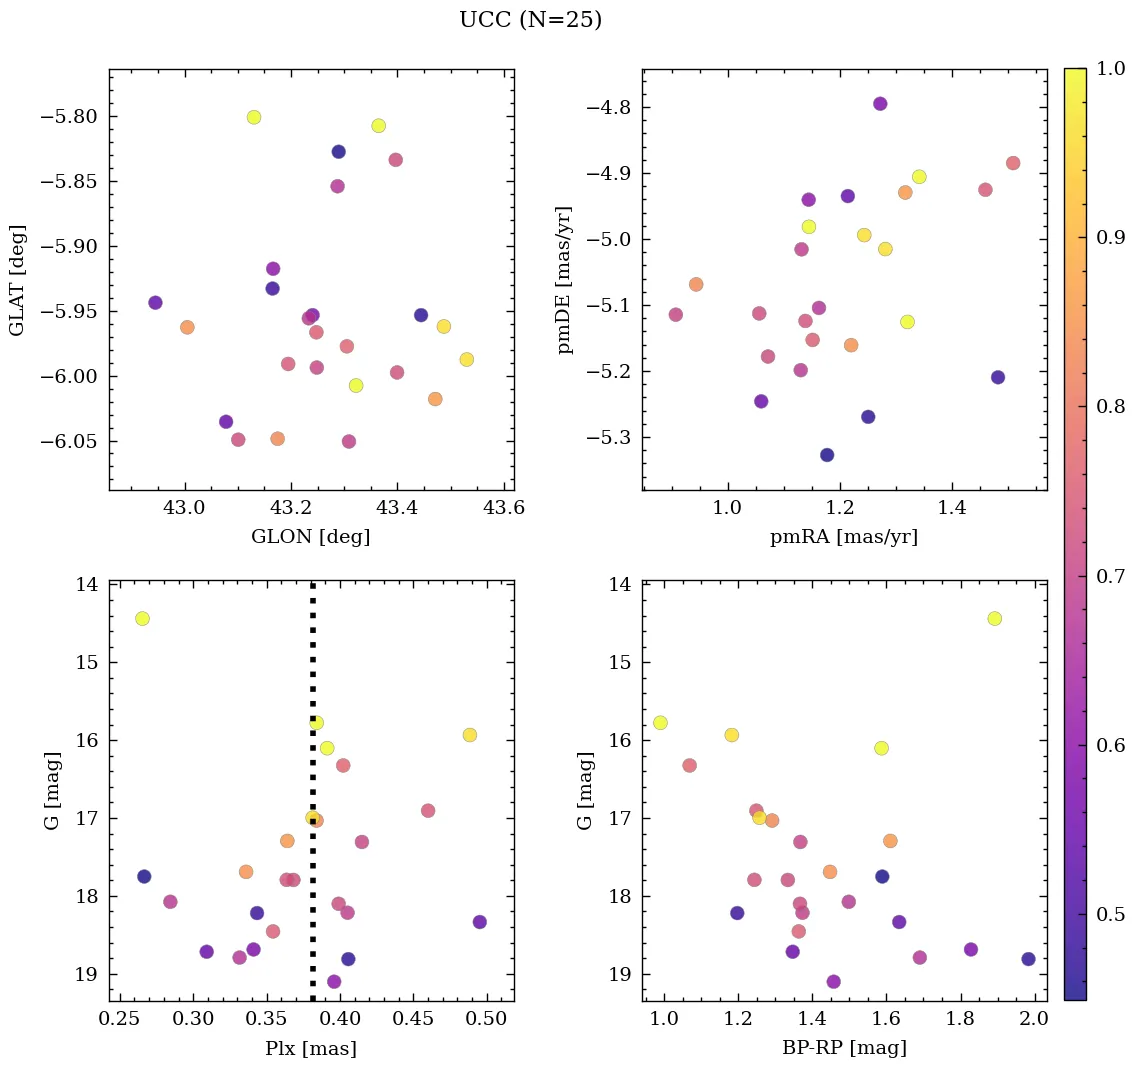 UCC (N=25)
−5.80
−5.85
−5.90
−5.95
−6.00
−6.05
GLAT [deg]
43.0 43.2 43.4 43.6
GLON [deg]
−4.8
−4.9
−5.0
−5.1
−5.2
−5.3
pmDE [mas/yr]
1.0 1.2 1.4
pmRA [mas/yr]
14
15
16
17
18
19
G [mag]
0.25 0.30 0.35 0.40 0.45 0.50
Plx [mas]
14
15
16
17
18
19
G [mag]
1.0 1.2 1.4 1.6 1.8 2.0
BP-RP [mag]
1.0
0.9
0.8
0.7
0.6
0.5